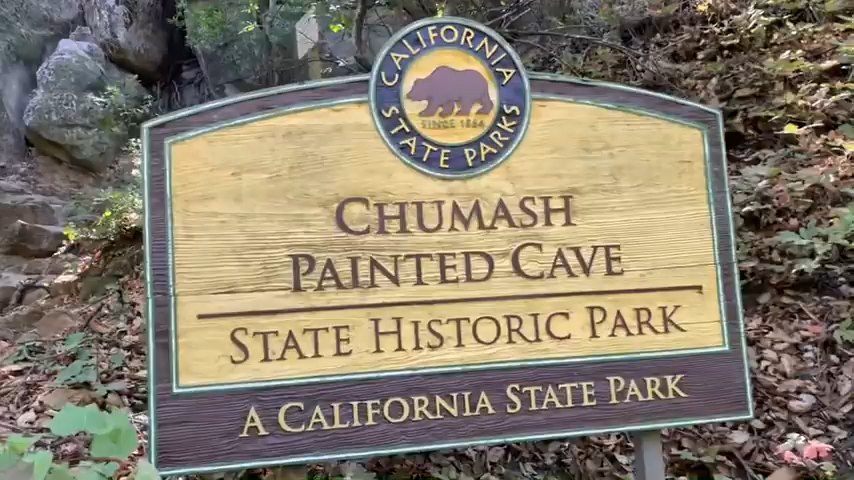 CALIFORNIA
SINCE 1864
STATE PARKS
CHUMASH
PAINTED CAVE
STATE HISTORIC PARK
A CALIFORNIA STATE PARK